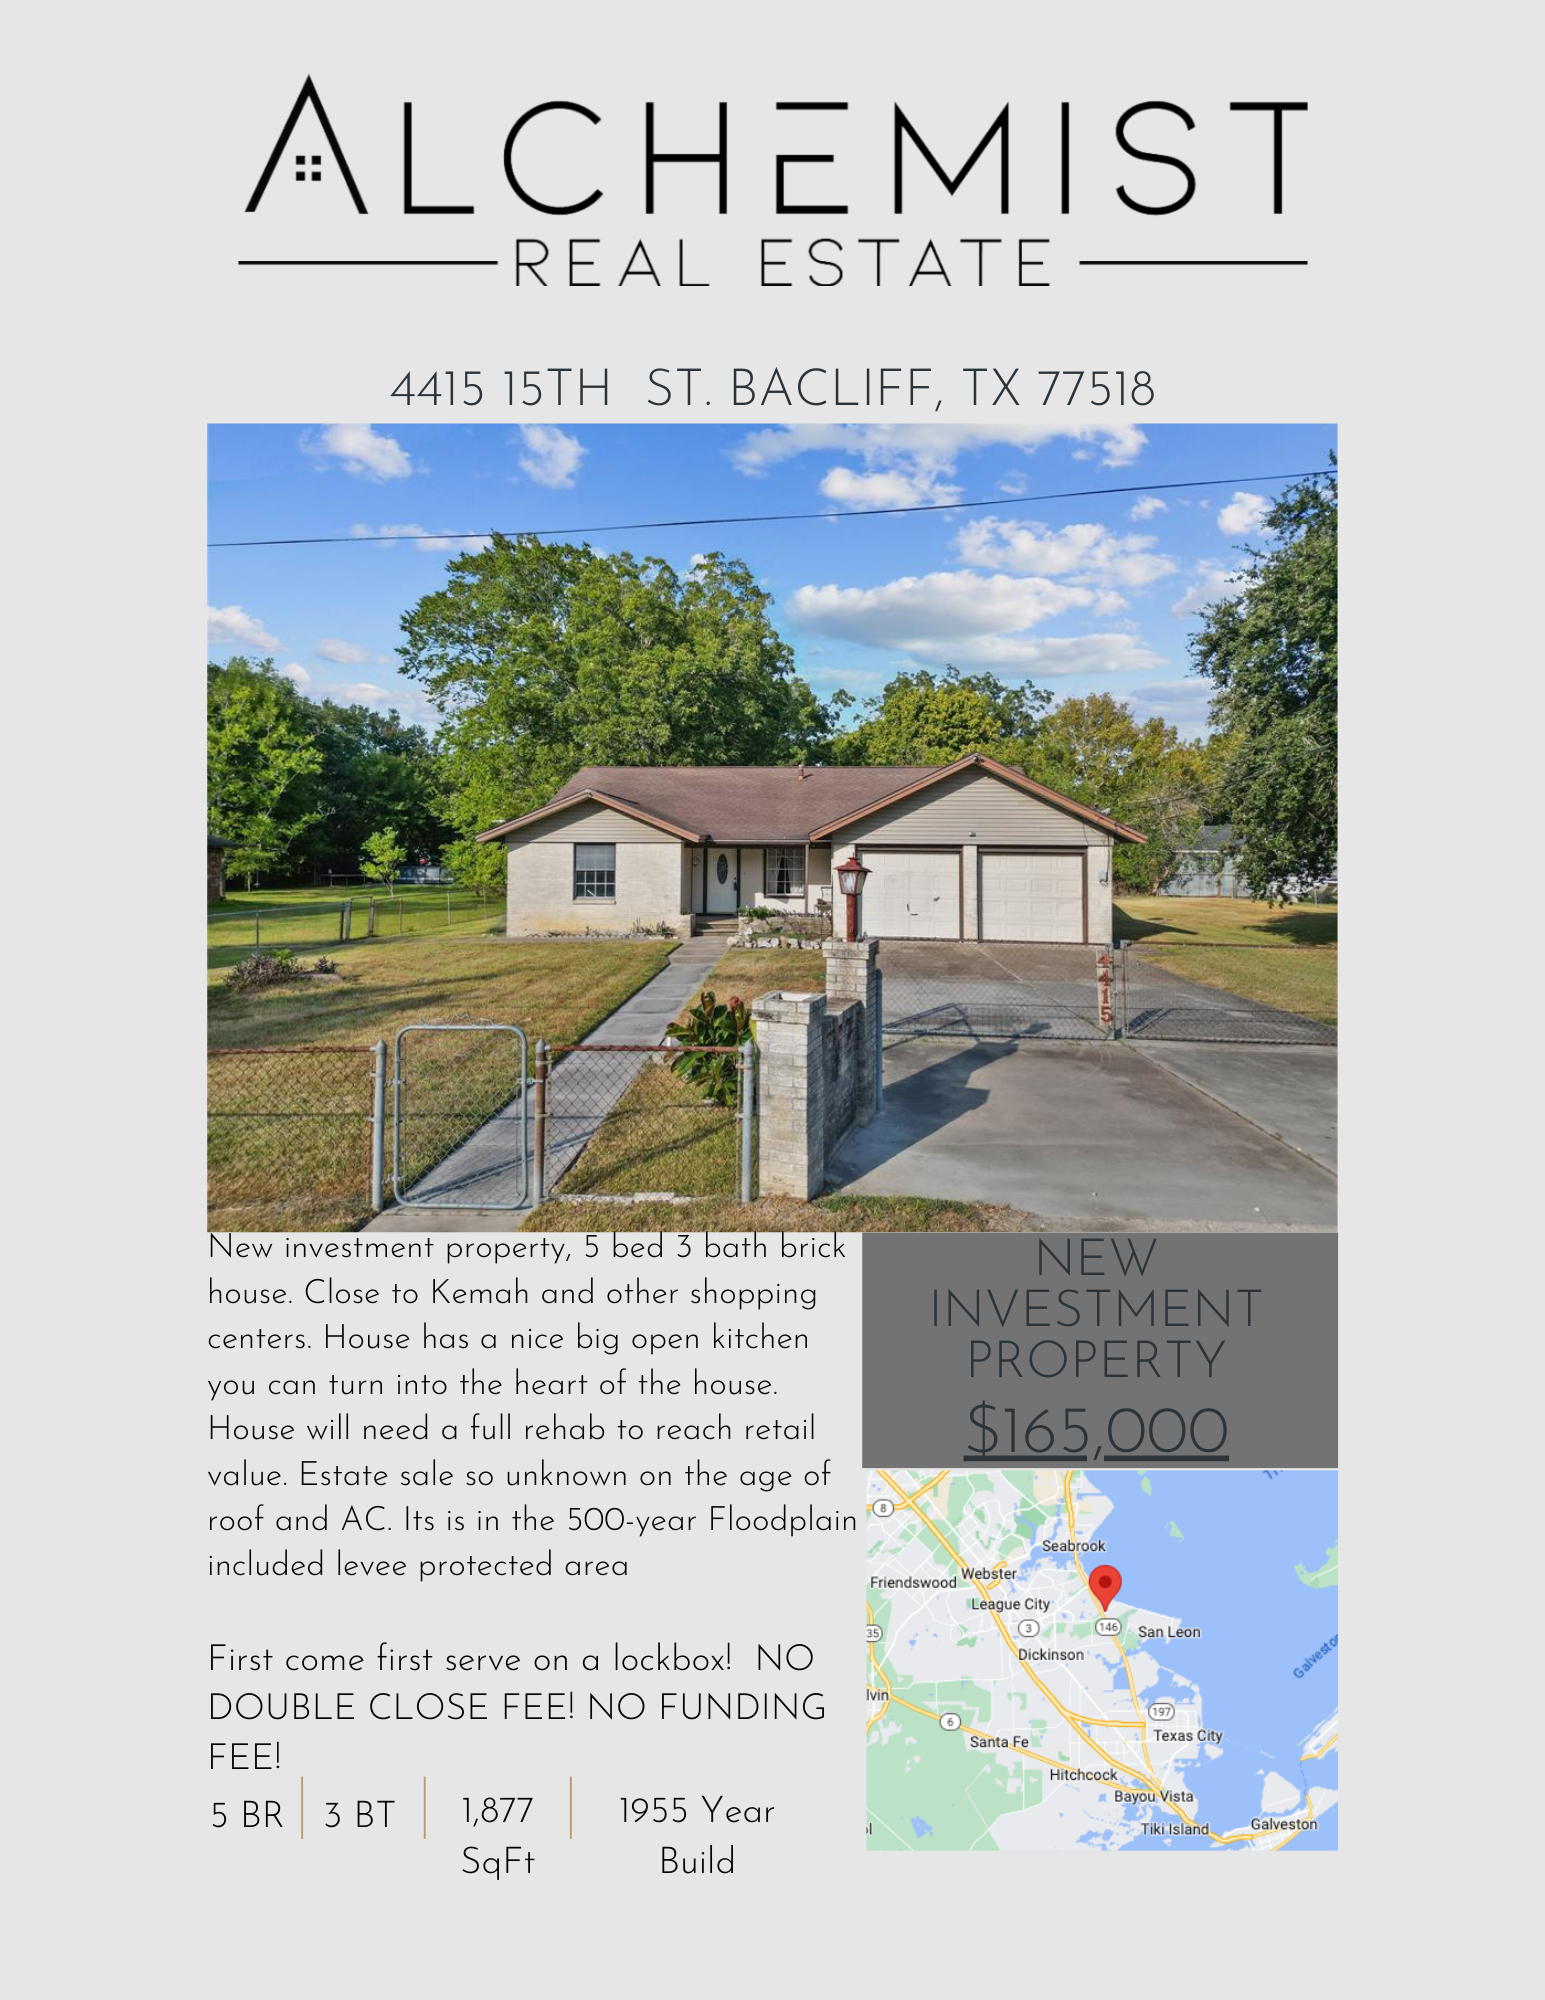 ALCHEMIST
REAL ESTATE
4415 15TH ST. BACLIFF, TX 77518
4415
New investment property, 5 bed 3 bath brick
house. Close to Kemah and other shopping
centers. House has a nice big open kitchen
you can turn into the heart of the house.
House will need a full rehab to reach retail
value. Estate sale so unknown on the age of
roof and AC. Its is in the 500-year Floodplain
included levee protected area
First come first serve on a lockbox! NO
DOUBLE CLOSE FEE! NO FUNDING
FEE!
5 BR
3 BT
1,877
SqFt
1955 Year
Build
NEW
INVESTMENT
PROPERTY
$165,000
8
Seabrook
Webster
Friendswood
League City
35
3
146
San Leon
Dickinson
lvin
6
197
Santa Fe
Texas City
Hitchcock
Bayou Vista
Tiki Island
Galveston